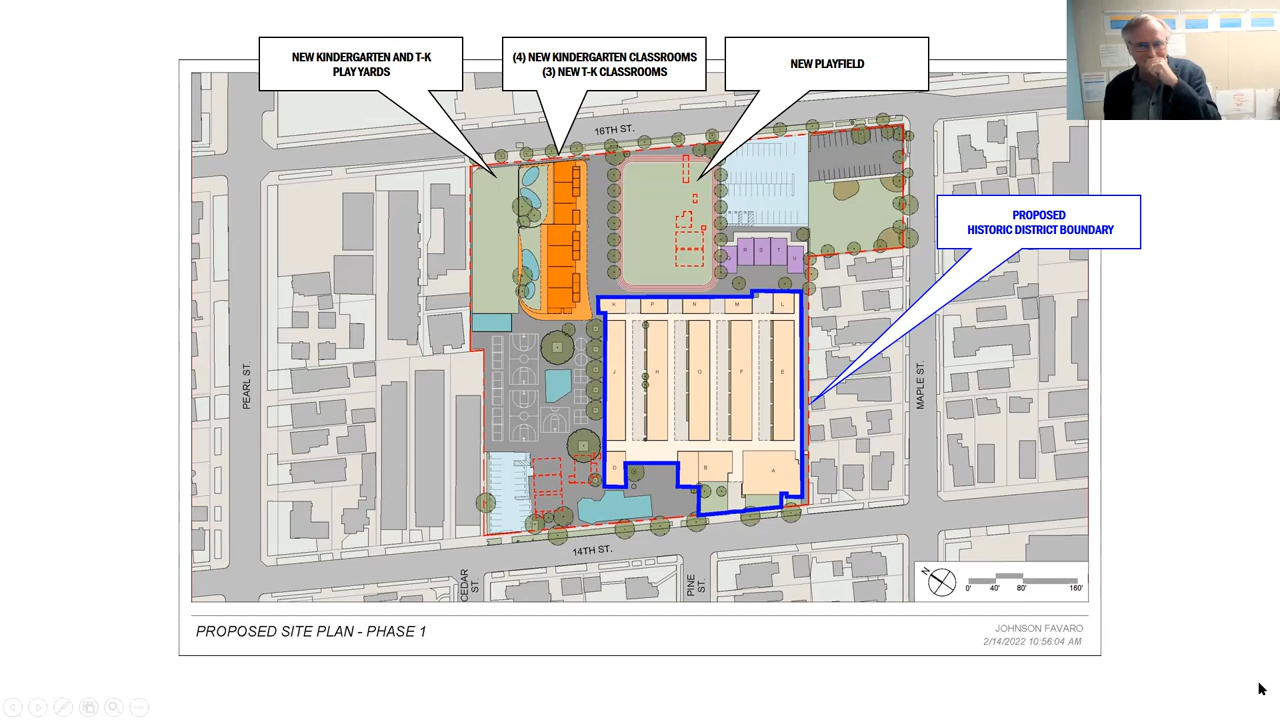 NEW KINDERGARTEN AND T-K
PLAY YARDS
(4) NEW KINDERGARTEN CLASSROOMS
(3) NEW T-K CLASSROOMS
NEW PLAYFIELD
16TH ST.
PROPOSED
HISTORIC DISTRICT BOUNDARY
R S T
U
K P N M L
PEARL ST.
MAPLE ST.
J H G F E
D B A
14TH ST.
CEDAR ST.
PINE ST.
N
0' 40' 80' 160'
PROPOSED SITE PLAN - PHASE 1
JOHNSON FAVARO
2/14/2022 10:56:04 AM